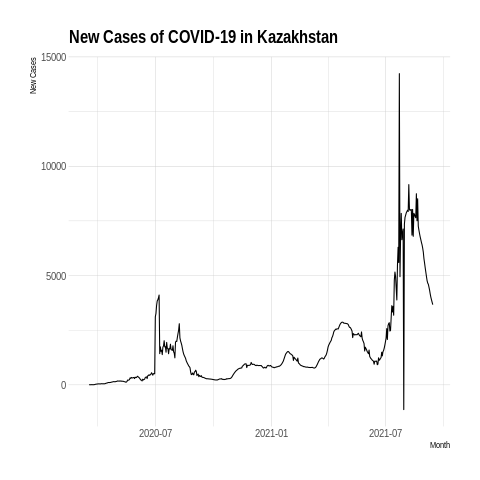 New Cases of COVID-19 in Kazakhstan
New Cases
15000
10000
5000
0
2020-07
2021-01
2021-07
Month